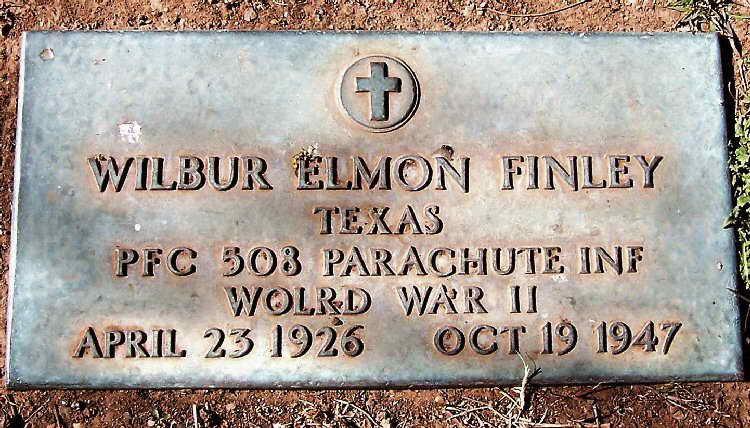 WILBUR ELMON FINLEY
TEXAS
PFC 508 PARACHUTE INF
WOLRD WAR II
APRIL 23 1926 OCT 19 1947